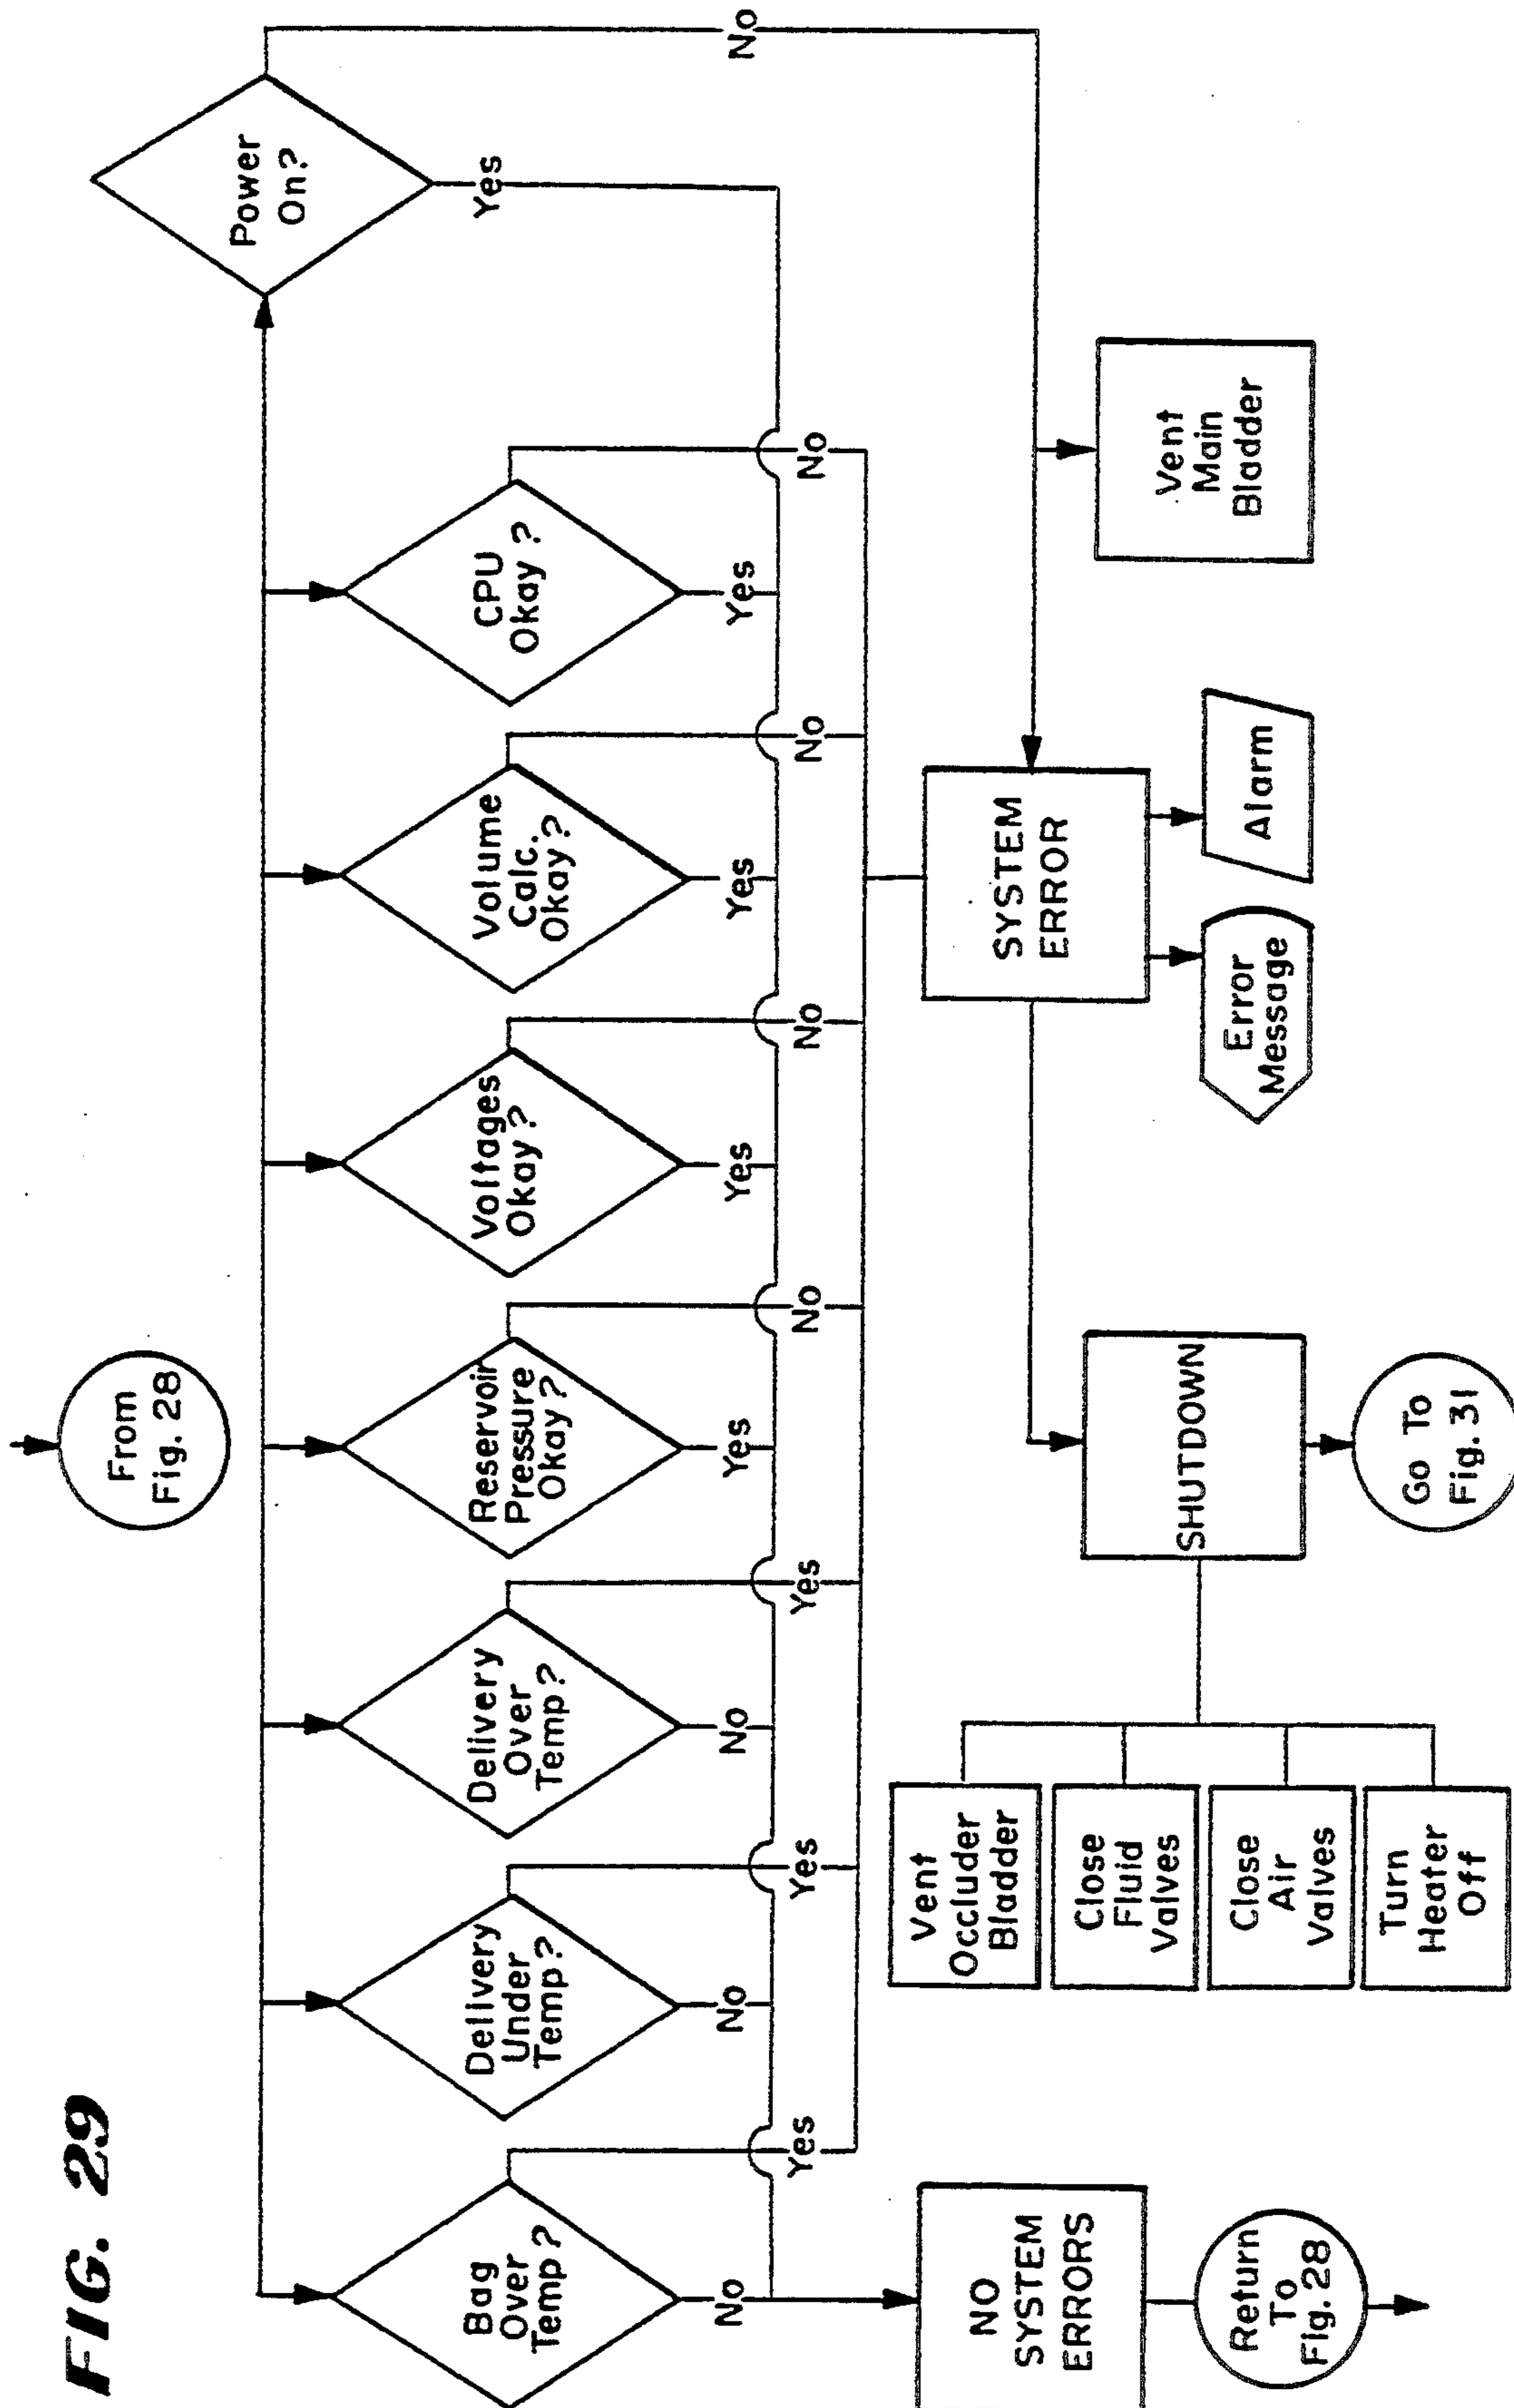 FIG. 29
From
Fig. 28
Bag
Over
Temp?
Delivery
Under
Temp?
Delivery
Over
Temp?
Reservoir
Pressure
Okay?
Voltages
Okay?
Volume
Calc.
Okay?
CPU
Okay?
Power
On?
No
No
No
Yes
Yes
Yes
Yes
Yes
Yes
Yes
Yes
No
No
No
No
No
NO
SYSTEM
ERRORS
Return
To
Fig. 28
Vent
Occluder
Bladder
Close
Fluid
Valves
Close
Air
Valves
Turn
Heater
Off
SHUTDOWN
Go To
Fig. 31
SYSTEM
ERROR
Error
Message
Alarm
Vent
Main
Bladder